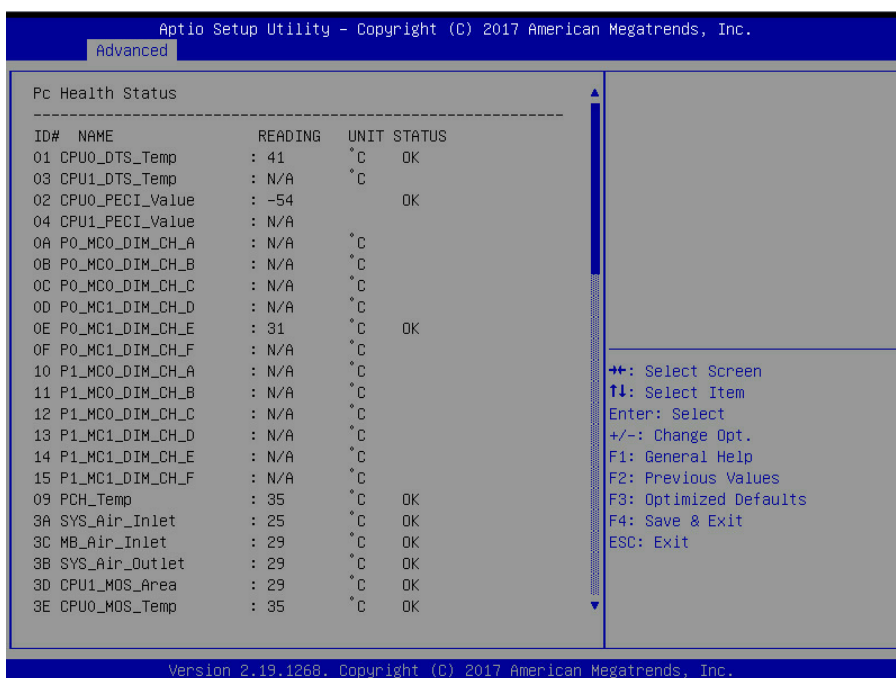 Aptio Setup Utility – Copyright (C) 2017 American Megatrends, Inc.
Advanced
Pc Health Status
----------------------------------------------------------------
ID# NAME READING UNIT STATUS
01 CPU0_DTS_Temp : 41 °C OK
03 CPU1_DTS_Temp : N/A °C
02 CPU0_PECI_Value : -54 OK
04 CPU1_PECI_Value : N/A
0A P0_MC0_DIM_CH_A : N/A °C
0B P0_MC0_DIM_CH_B : N/A °C
0C P0_MC0_DIM_CH_C : N/A °C
0D P0_MC1_DIM_CH_D : N/A °C
0E P0_MC1_DIM_CH_E : 31 °C OK
0F P0_MC1_DIM_CH_F : N/A °C
10 P1_MC0_DIM_CH_A : N/A °C
11 P1_MC0_DIM_CH_B : N/A °C
12 P1_MC0_DIM_CH_C : N/A °C
13 P1_MC1_DIM_CH_D : N/A °C
14 P1_MC1_DIM_CH_E : N/A °C
15 P1_MC1_DIM_CH_F : N/A °C
09 PCH_Temp : 35 °C OK
3A SYS_Air_Inlet : 25 °C OK
3C MB_Air_Inlet : 29 °C OK
3B SYS_Air_Outlet : 29 °C OK
3D CPU1_MOS_Area : 29 °C OK
3E CPU0_MOS_Temp : 35 °C OK
→←: Select Screen
↑↓: Select Item
Enter: Select
+/-: Change Opt.
F1: General Help
F2: Previous Values
F3: Optimized Defaults
F4: Save & Exit
ESC: Exit
Version 2.19.1268. Copyright (C) 2017 American Megatrends, Inc.